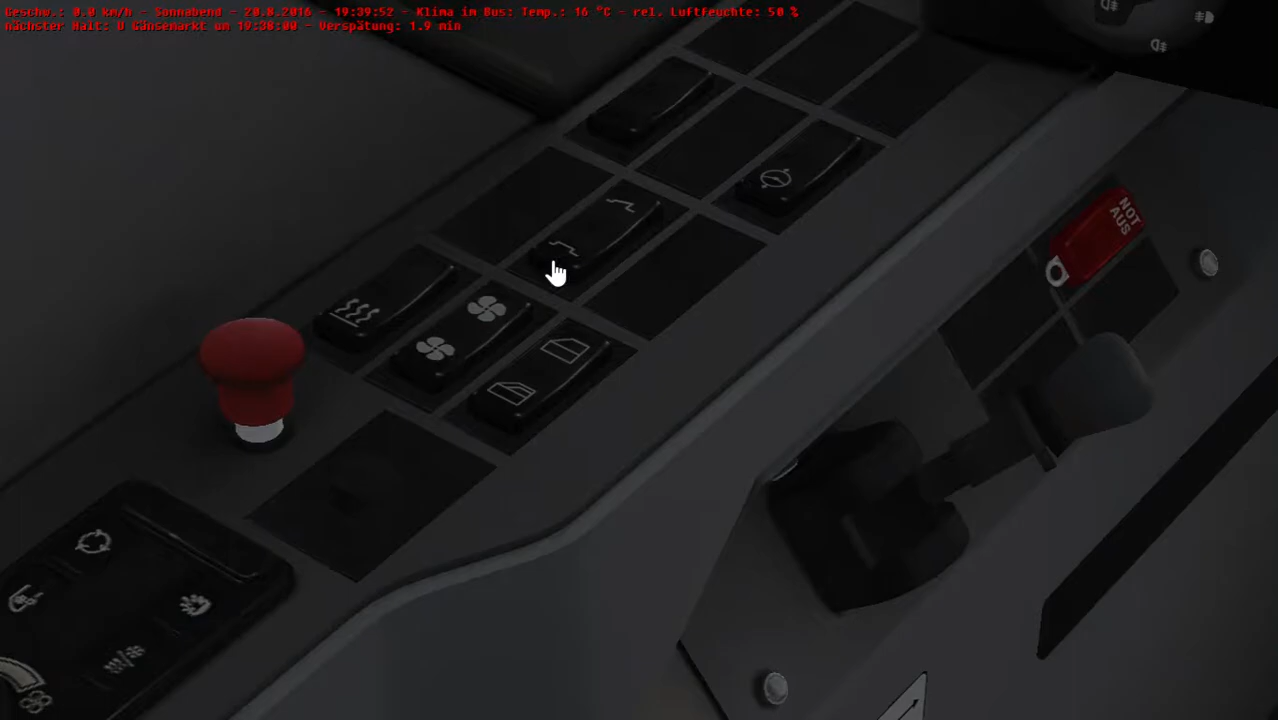 Geschw.: 0.0 km/h - Sonnabend - 20.8.2016 - 19:39:52 - Klima im Bus: Temp.: 16 °C - rel. Luftfeuchte: 50 %
nächster Halt: D Gänsemarkt um 19:38:00 - Verspätung: 1.9 min
NOT
AUS